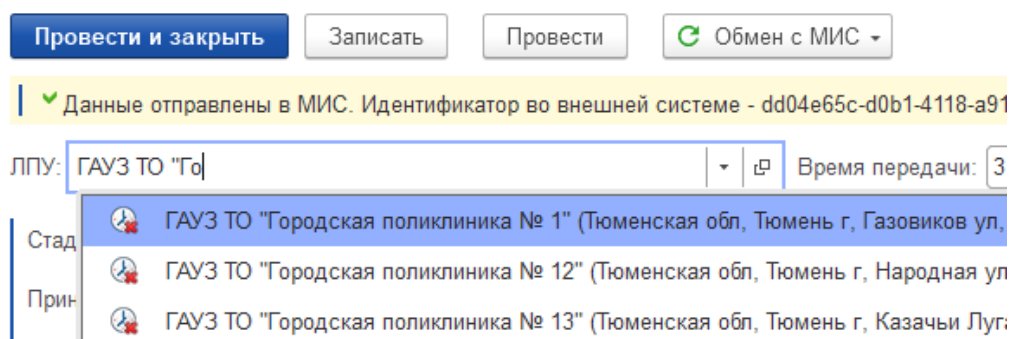 Провести и закрыть Записать Провести Обмен с МИС
Данные отправлены в МИС. Идентификатор во внешней системе - dd04e65c-d0b1-4118-a91
ЛПУ: ГАУЗ ТО "Го Время передачи: 3
ГАУЗ ТО "Городская поликлиника № 1" (Тюменская обл, Тюмень г, Газовиков ул,
Стад
ГАУЗ ТО "Городская поликлиника № 12" (Тюменская обл, Тюмень г, Народная ул
Прин
ГАУЗ ТО "Городская поликлиника № 13" (Тюменская обл, Тюмень г, Казачьи Луга